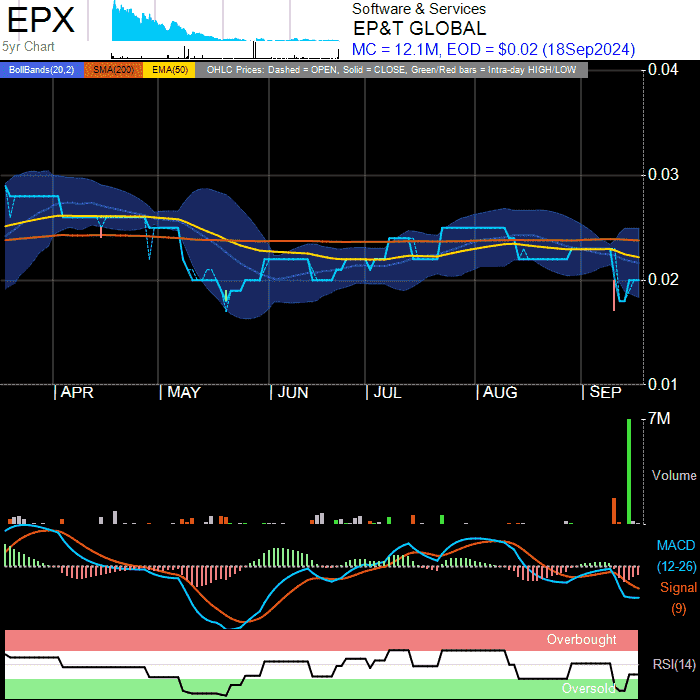 EPX
5yr Chart
Software & Services
EP&T GLOBAL
MC = 12.1M, EOD = $0.02 (18Sep2024)
BollBands(20,2) SMA(200) EMA(50) OHLC Prices: Dashed = OPEN, Solid = CLOSE, Green/Red bars = Intra-day HIGH/LOW
0.04
0.03
0.02
0.01
APR MAY JUN JUL AUG SEP
7M
Volume
MACD
(12-26)
Signal
(9)
Overbought
RSI(14)
Oversold